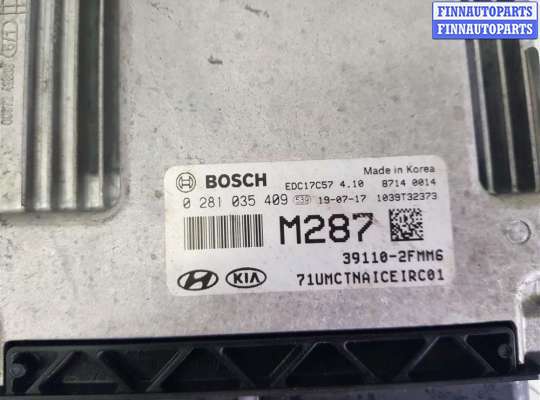 FINNAUTOPARTS
FINNAUTOPARTS
BOSCH
EDC17C57 4.10
Made in Korea
8714 0014
0 281 035 409
539
19-07-17
1039T32373
M287
39110-2FMM6
KIA
71UMCTNAICEIRC01